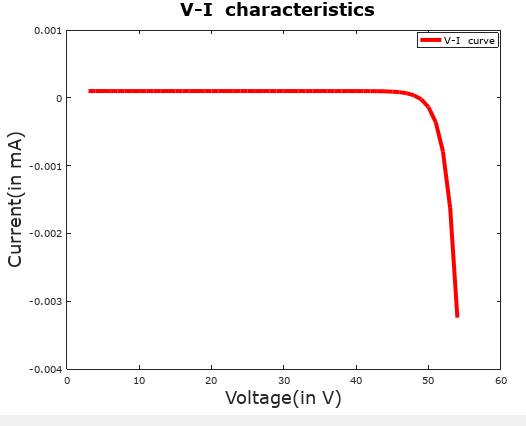 V-I characteristics
0.001
V-I curve
0
-0.001
-0.002
-0.003
-0.004
Current(in mA)
0 10 20 30 40 50 60
Voltage(in V)